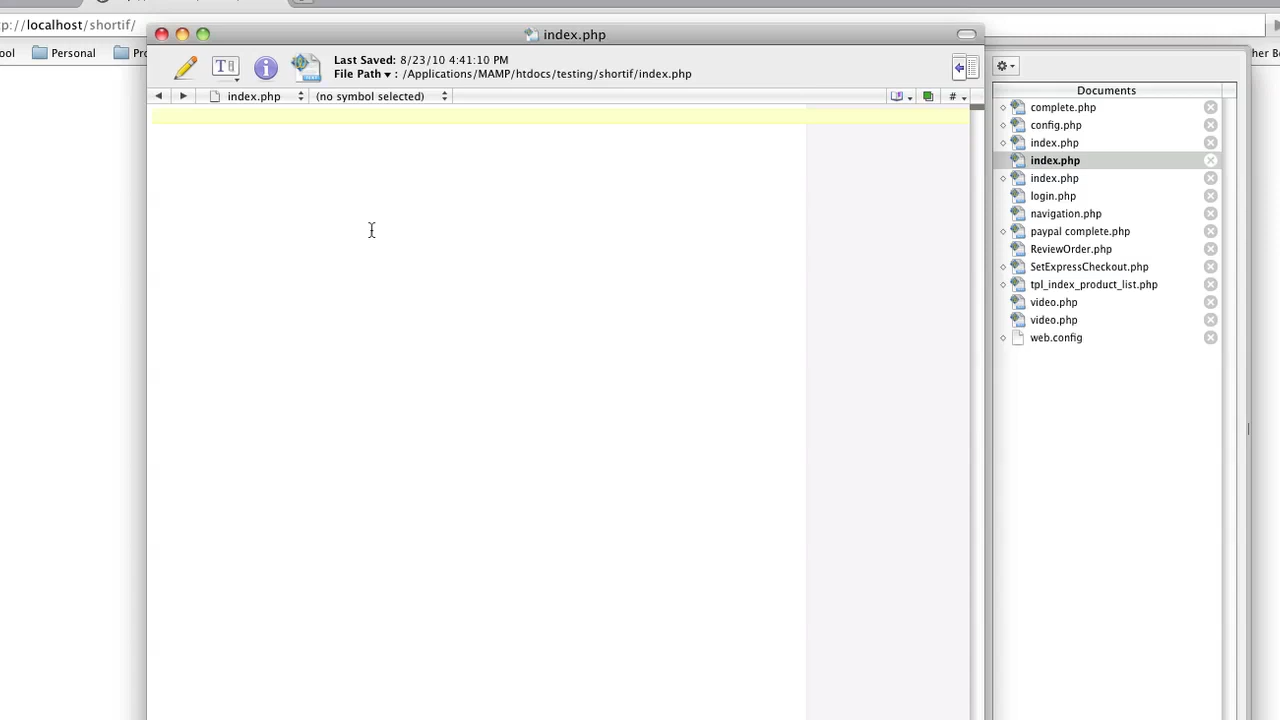 p://localhost/shortif/
ool Personal Pro
her Bo
index.php
Last Saved: 8/23/10 4:41:10 PM
File Path ▾ : /Applications/MAMP/htdocs/testing/shortif/index.php
index.php (no symbol selected) #
Documents
complete.php
config.php
index.php
index.php
index.php
login.php
navigation.php
paypal complete.php
ReviewOrder.php
SetExpressCheckout.php
tpl_index_product_list.php
video.php
video.php
web.config